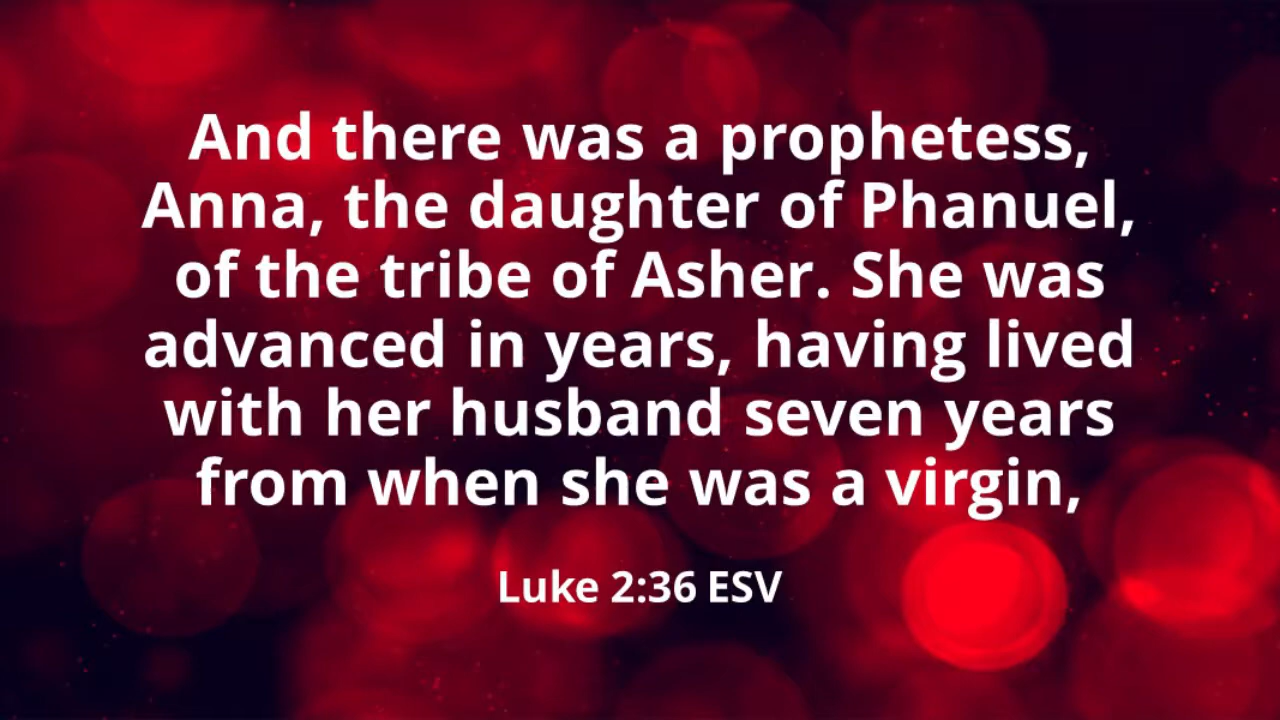 And there was a prophetess,
Anna, the daughter of Phanuel,
of the tribe of Asher. She was
advanced in years, having lived
with her husband seven years
from when she was a virgin,
Luke 2:36 ESV